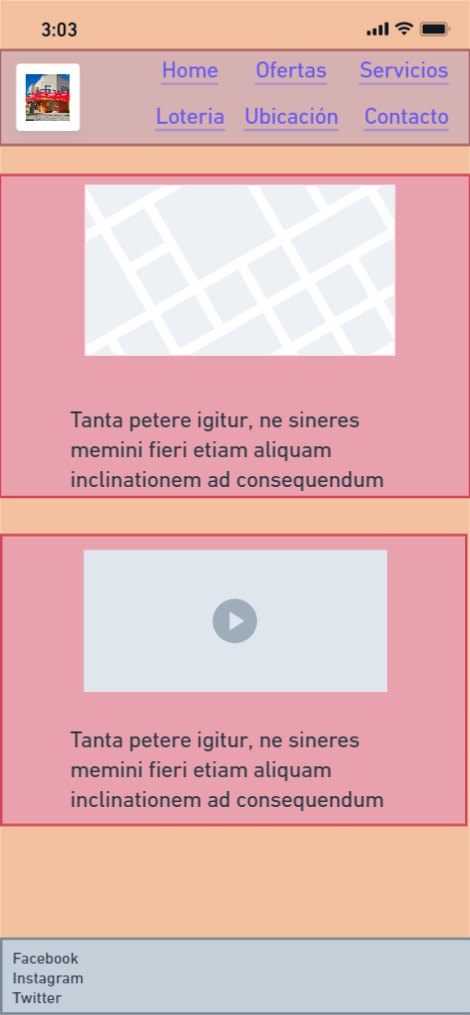 3:03
Home Ofertas Servicios
Loteria Ubicación Contacto
Tanta petere igitur, ne sineres
memini fieri etiam aliquam
inclinationem ad consequendum
Tanta petere igitur, ne sineres
memini fieri etiam aliquam
inclinationem ad consequendum
Facebook
Instagram
Twitter